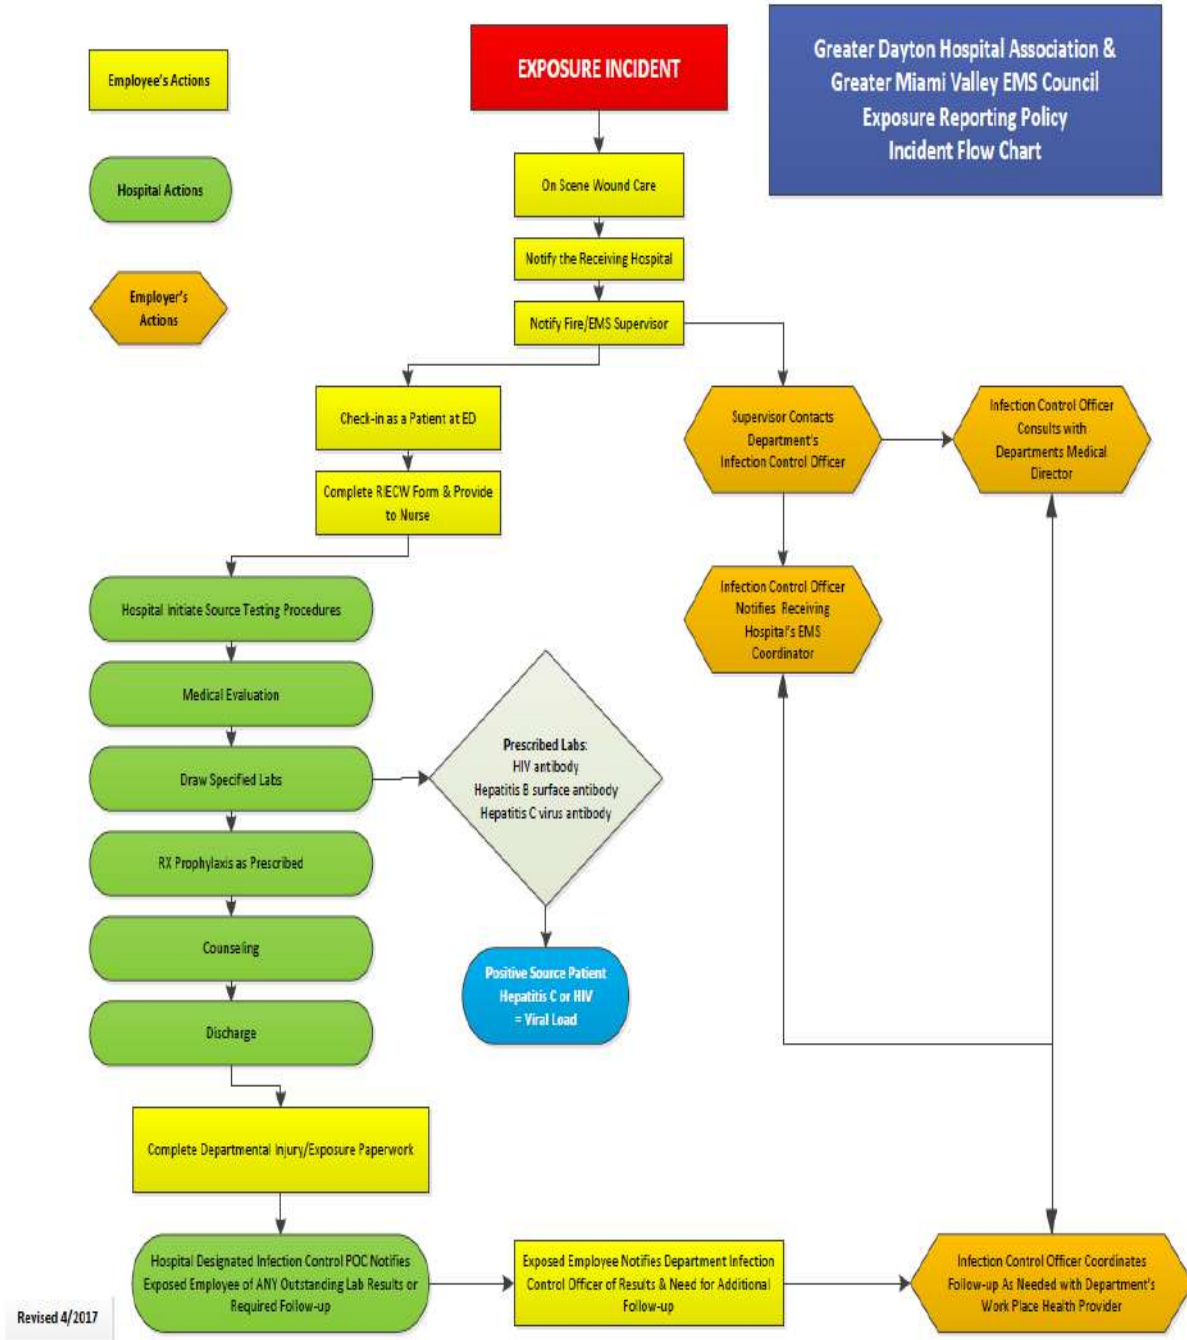 Employee's Actions
Hospital Actions
Employer's
Actions
EXPOSURE INCIDENT
Greater Dayton Hospital Association &
Greater Miami Valley EMS Council
Exposure Reporting Policy
Incident Flow Chart
On Scene Wound Care
Notify the Receiving Hospital
Notify Fire/EMS Supervisor
Check-in as a Patient at ED
Complete RIECW Form & Provide
to Nurse
Supervisor Contacts
Department's
Infection Control Officer
Infection Control Officer
Consults with
Departments Medical
Director
Infection Control Officer
Notifies Receiving
Hospital's EMS
Coordinator
Hospital Initiate Source Testing Procedures
Medical Evaluation
Draw Specified Labs
Prescribed Labs:
HIV antibody
Hepatitis B surface antibody
Hepatitis C virus antibody
RX Prophylaxis as Prescribed
Counseling
Positive Source Patient
Hepatitis C or HIV
= Viral Load
Discharge
Complete Departmental Injury/Exposure Paperwork
Hospital Designated Infection Control POC Notifies
Exposed Employee of ANY Outstanding Lab Results or
Required Follow-up
Exposed Employee Notifies Department Infection
Control Officer of Results & Need for Additional
Follow-up
Infection Control Officer Coordinates
Follow-up As Needed with Department's
Work Place Health Provider
Revised 4/2017